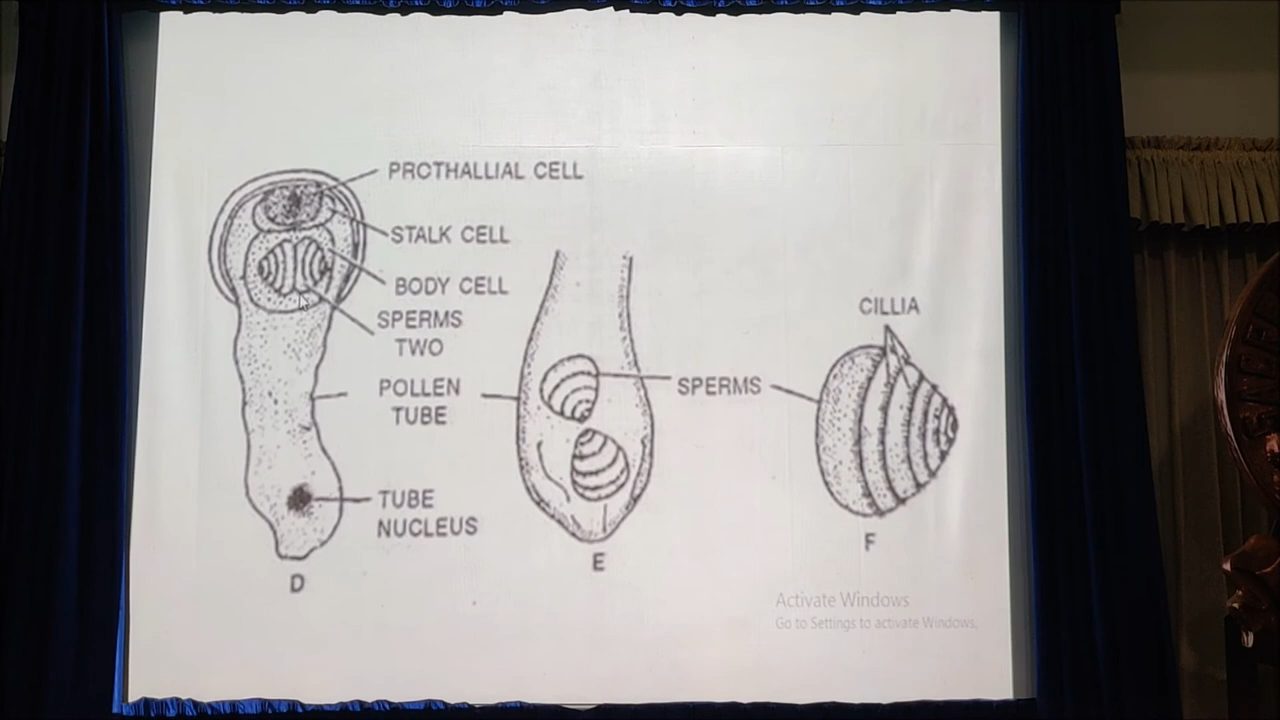 PROTHALLIAL CELL
STALK CELL
BODY CELL
SPERMS
TWO
POLLEN
TUBE
TUBE
NUCLEUS
D
SPERMS
E
CILLIA
F
Activate Windows
Go to Settings to activate Windows.